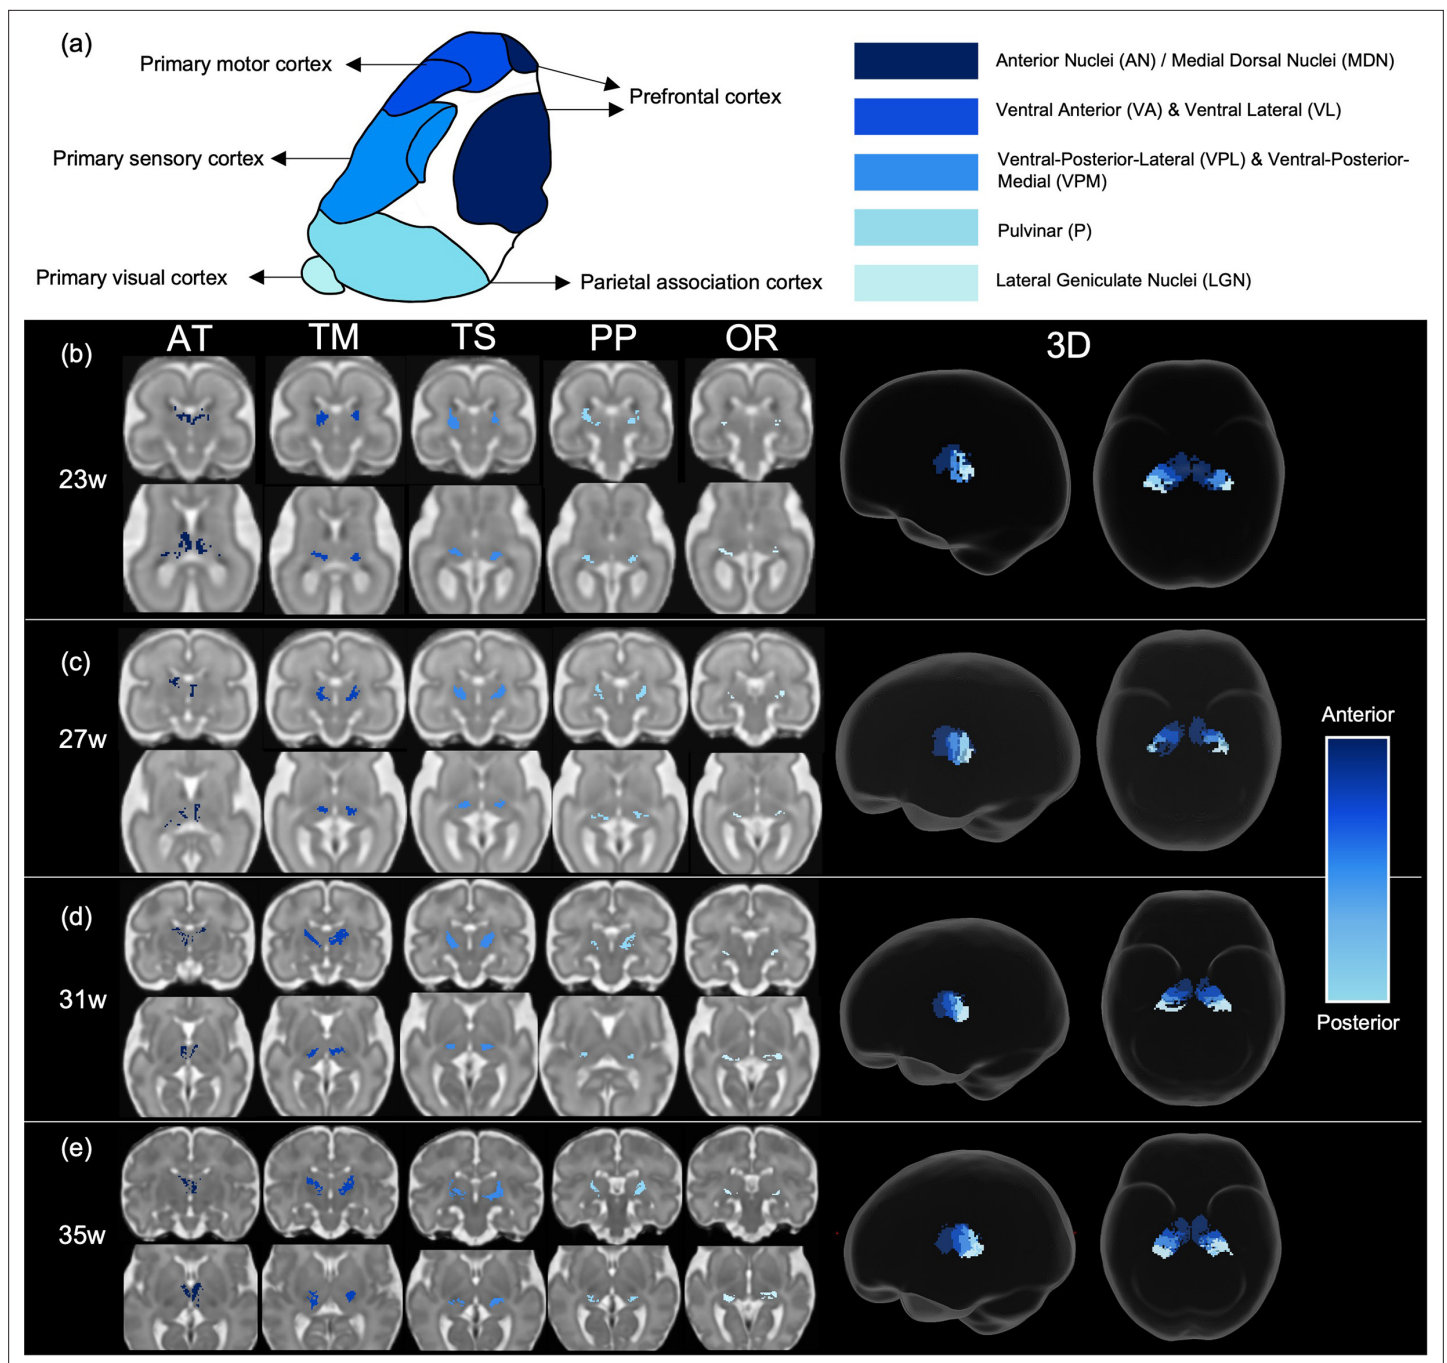 (a)
Primary motor cortex
Prefrontal cortex
Primary sensory cortex
Primary visual cortex
Parietal association cortex
Anterior Nuclei (AN) / Medial Dorsal Nuclei (MDN)
Ventral Anterior (VA) & Ventral Lateral (VL)
Ventral-Posterior-Lateral (VPL) & Ventral-Posterior-
Medial (VPM)
Pulvinar (P)
Lateral Geniculate Nuclei (LGN)
AT TM TS PP OR 3D
(b)
23w
(c)
27w
(d)
31w
(e)
35w
Anterior
Posterior